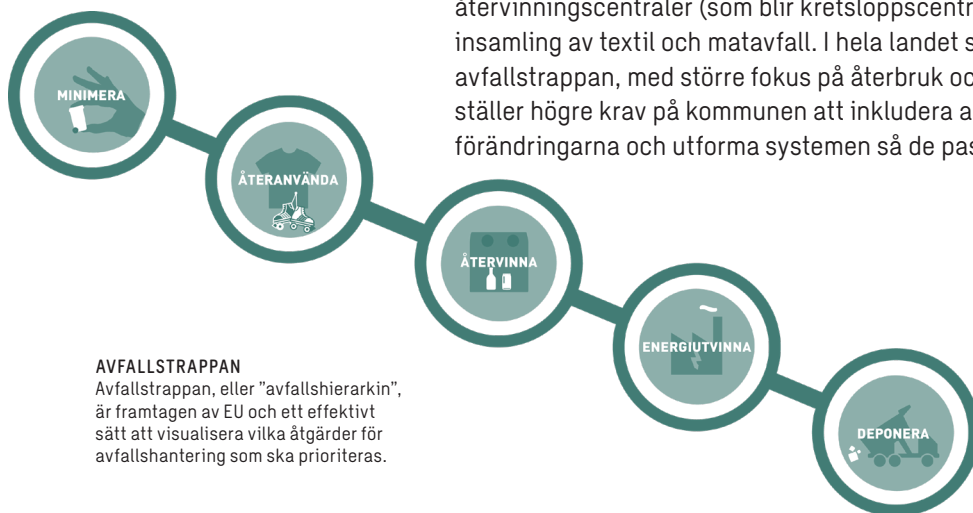 återvinningscentraler (som blir kretsloppscentr
insamling av textil och matavfall. I hela landet s
avfallstrappan, med större fokus på återbruk oc
ställer högre krav på kommunen att inkludera a
förändringarna och utforma systemen så de pas
MINIMERA
ÅTERANVÄNDA
ÅTERVINNA
ENERGIUTVINNA
DEPONERA
AVFALLSTRAPPAN
Avfallstrappan, eller ”avfallshierarkin”,
är framtagen av EU och ett effektivt
sätt att visualisera vilka åtgärder för
avfallshantering som ska prioriteras.